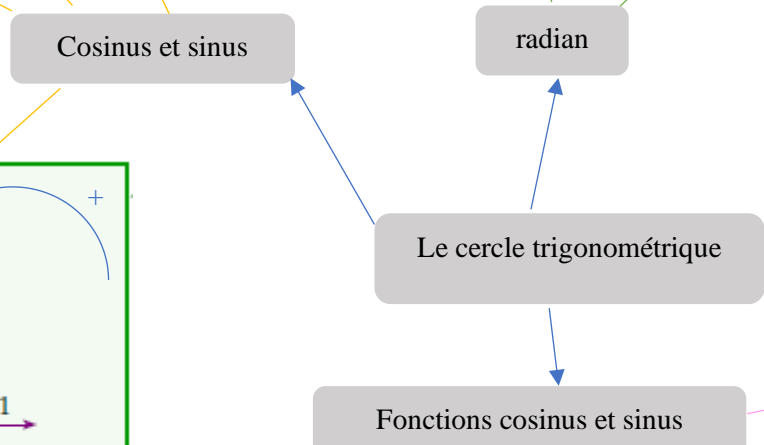 Cosinus et sinus
radian
+
Le cercle trigonométrique
1
Fonctions cosinus et sinus